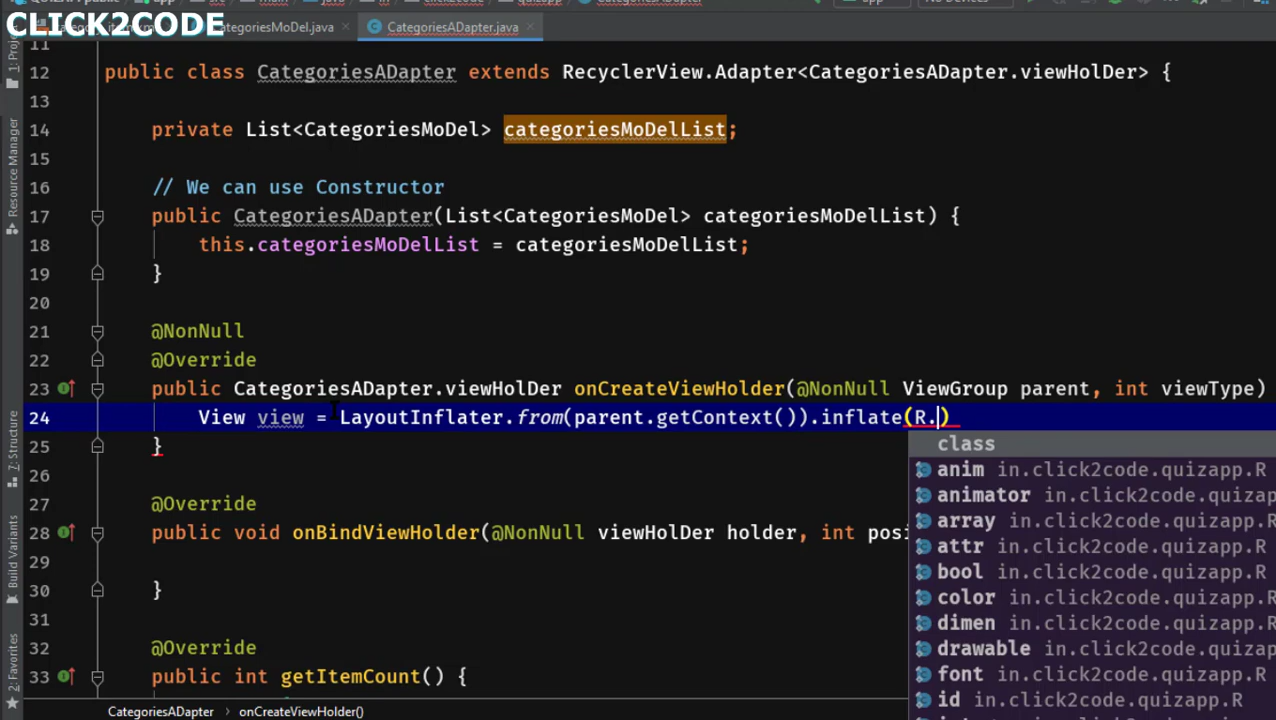 CLICK2CODE
ategoriesMoDel.java
CategoriesADapter.java
11
12 public class CategoriesADapter extends RecyclerView.Adapter<CategoriesADapter.viewHolDer> {
13
14 private List<CategoriesMoDel> categoriesMoDelList;
15
16 // We can use Constructor
17 public CategoriesADapter(List<CategoriesMoDel> categoriesMoDelList) {
18 this.categoriesMoDelList = categoriesMoDelList;
19 }
20
21 @NonNull
22 @Override
23 public CategoriesADapter.viewHolDer onCreateViewHolder(@NonNull ViewGroup parent, int viewType)
24 View view = LayoutInflater.from(parent.getContext()).inflate(R.)
25 }
26
27 @Override
28 public void onBindViewHolder(@NonNull viewHolDer holder, int posi
29
30 }
31
32 @Override
33 public int getItemCount() {
class
anim in.click2code.quizapp.R
animator in.click2code.quizap
array in.click2code.quizapp.R
attr in.click2code.quizapp.R
bool in.click2code.quizapp.R
color in.click2code.quizapp.R
dimen in.click2code.quizapp.R
drawable in.click2code.quizap
font in.click2code.quizapp.R
id in.click2code.quizapp.R
Resource Manager
7: Structure
Build Variants
2: Favorites
CategoriesADapter onCreateViewHolder()